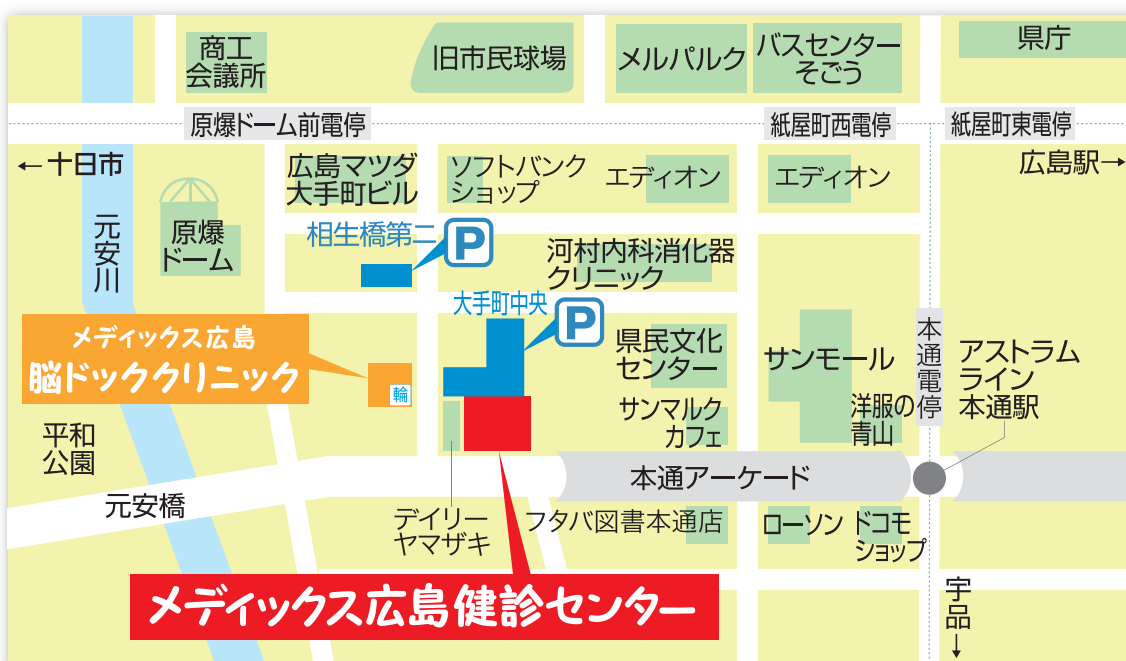 商工
会議所
旧市民球場
メルパルク
バスセンター
そごう
県庁
原爆ドーム前電停
紙屋町西電停
紙屋町東電停
←十日市
広島マツダ
大手町ビル
ソフトバンク
ショップ
エディオン
エディオン
広島駅→
元安川
原爆
ドーム
相生橋第二
P
河村内科消化器
クリニック
大手町中央
P
メディックス広島
脳ドッククリニック
輪
県民文化
センター
サンモール
本通電停
アストラム
ライン
本通駅
サンマルク
カフェ
洋服の
青山
平和
公園
元安橋
本通アーケード
デイリー
ヤマザキ
フタバ図書本通店
ローソン
ドコモ
ショップ
メディックス広島健診センター
宇品
↓